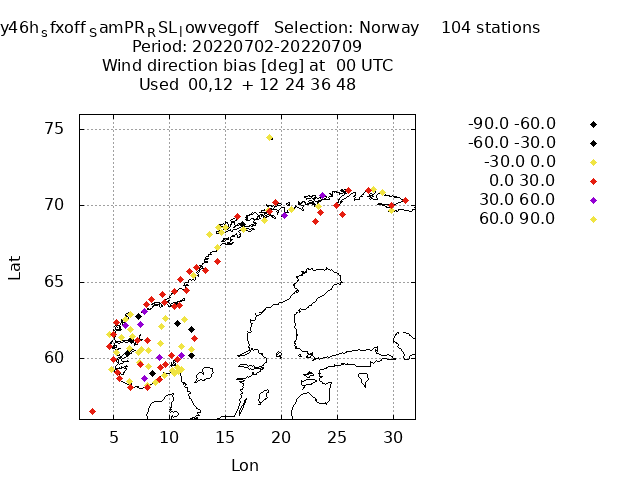 y46h_sfxoff_SamPR_RSL_lowvegoff   Selection: Norway    104 stations
Period: 20220702-20220709
Wind direction bias [deg] at  00 UTC
Used  00,12  + 12 24 36 48
-90.0 -60.0
-60.0 -30.0
-30.0 0.0
0.0 30.0
30.0 60.0
60.0 90.0
75
70
65
60
Lat
5 10 15 20 25 30
Lon